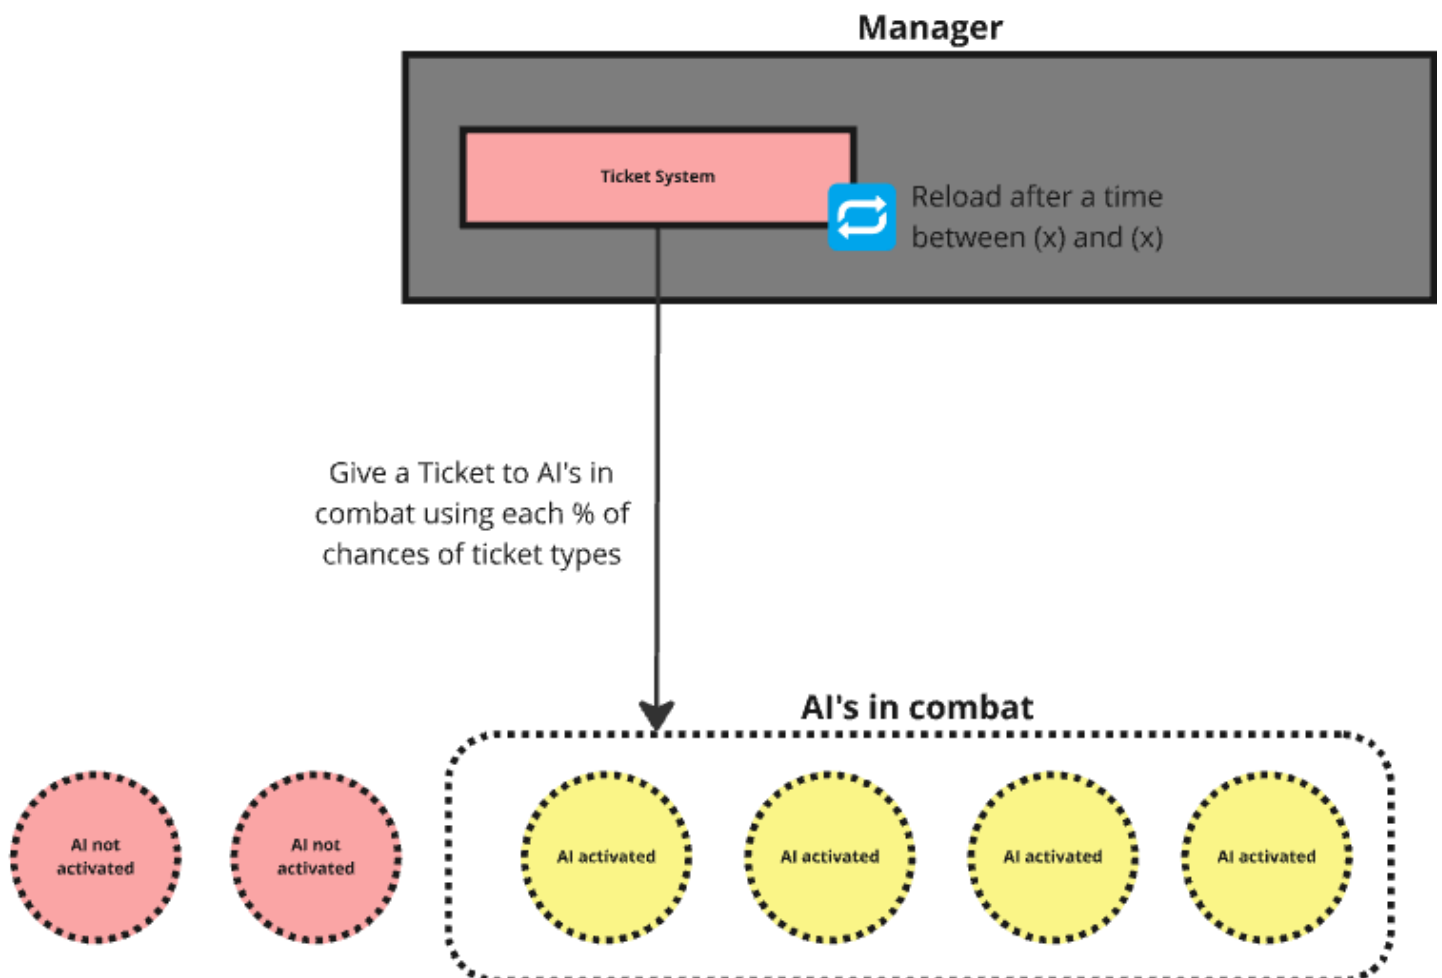 Manager
Ticket System
Reload after a time
between (x) and (x)
Give a Ticket to AI's in
combat using each % of
chances of ticket types
AI's in combat
AI not
activated
AI not
activated
AI activated
AI activated
AI activated
AI activated